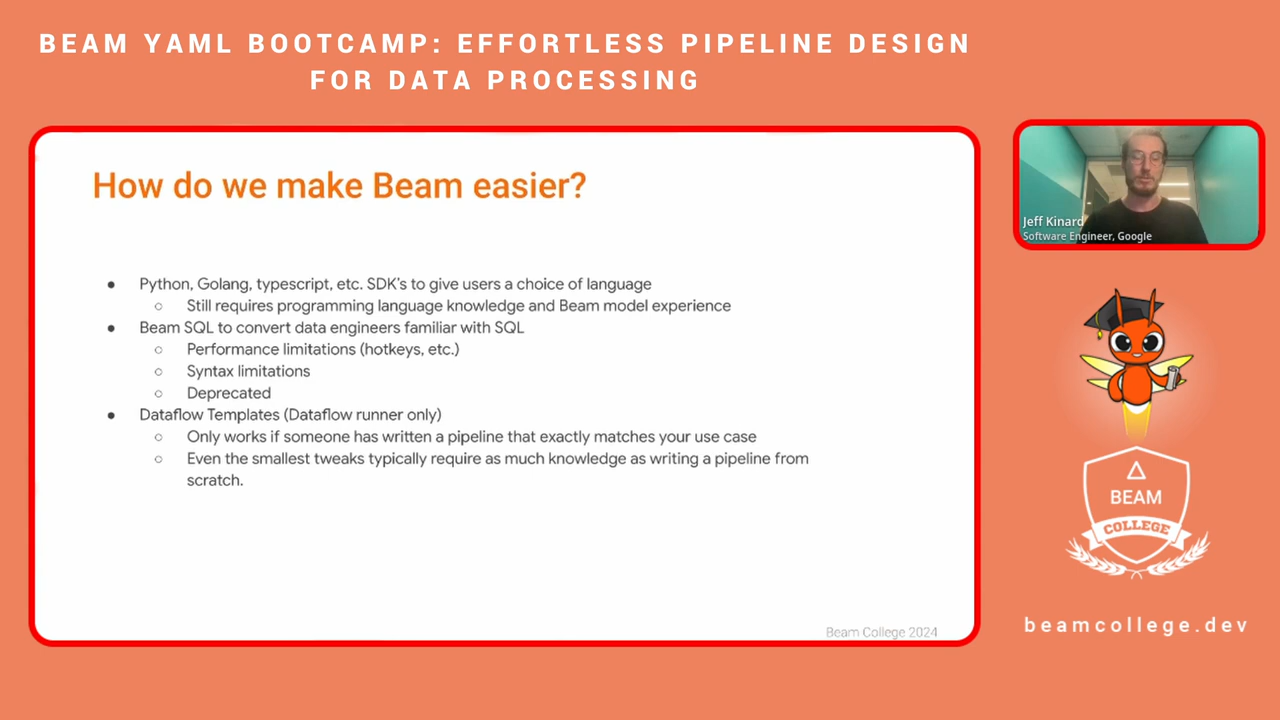 BEAM YAML BOOTCAMP: EFFORTLESS PIPELINE DESIGN
FOR DATA PROCESSING
How do we make Beam easier?
● Python, Golang, typescript, etc. SDK's to give users a choice of language
○ Still requires programming language knowledge and Beam model experience
● Beam SQL to convert data engineers familiar with SQL
○ Performance limitations (hotkeys, etc.)
○ Syntax limitations
○ Deprecated
● Dataflow Templates (Dataflow runner only)
○ Only works if someone has written a pipeline that exactly matches your use case
○ Even the smallest tweaks typically require as much knowledge as writing a pipeline from
scratch.
Beam College 2024
Jeff Kinard
Software Engineer, Google
BEAM
COLLEGE
beamcollege.dev